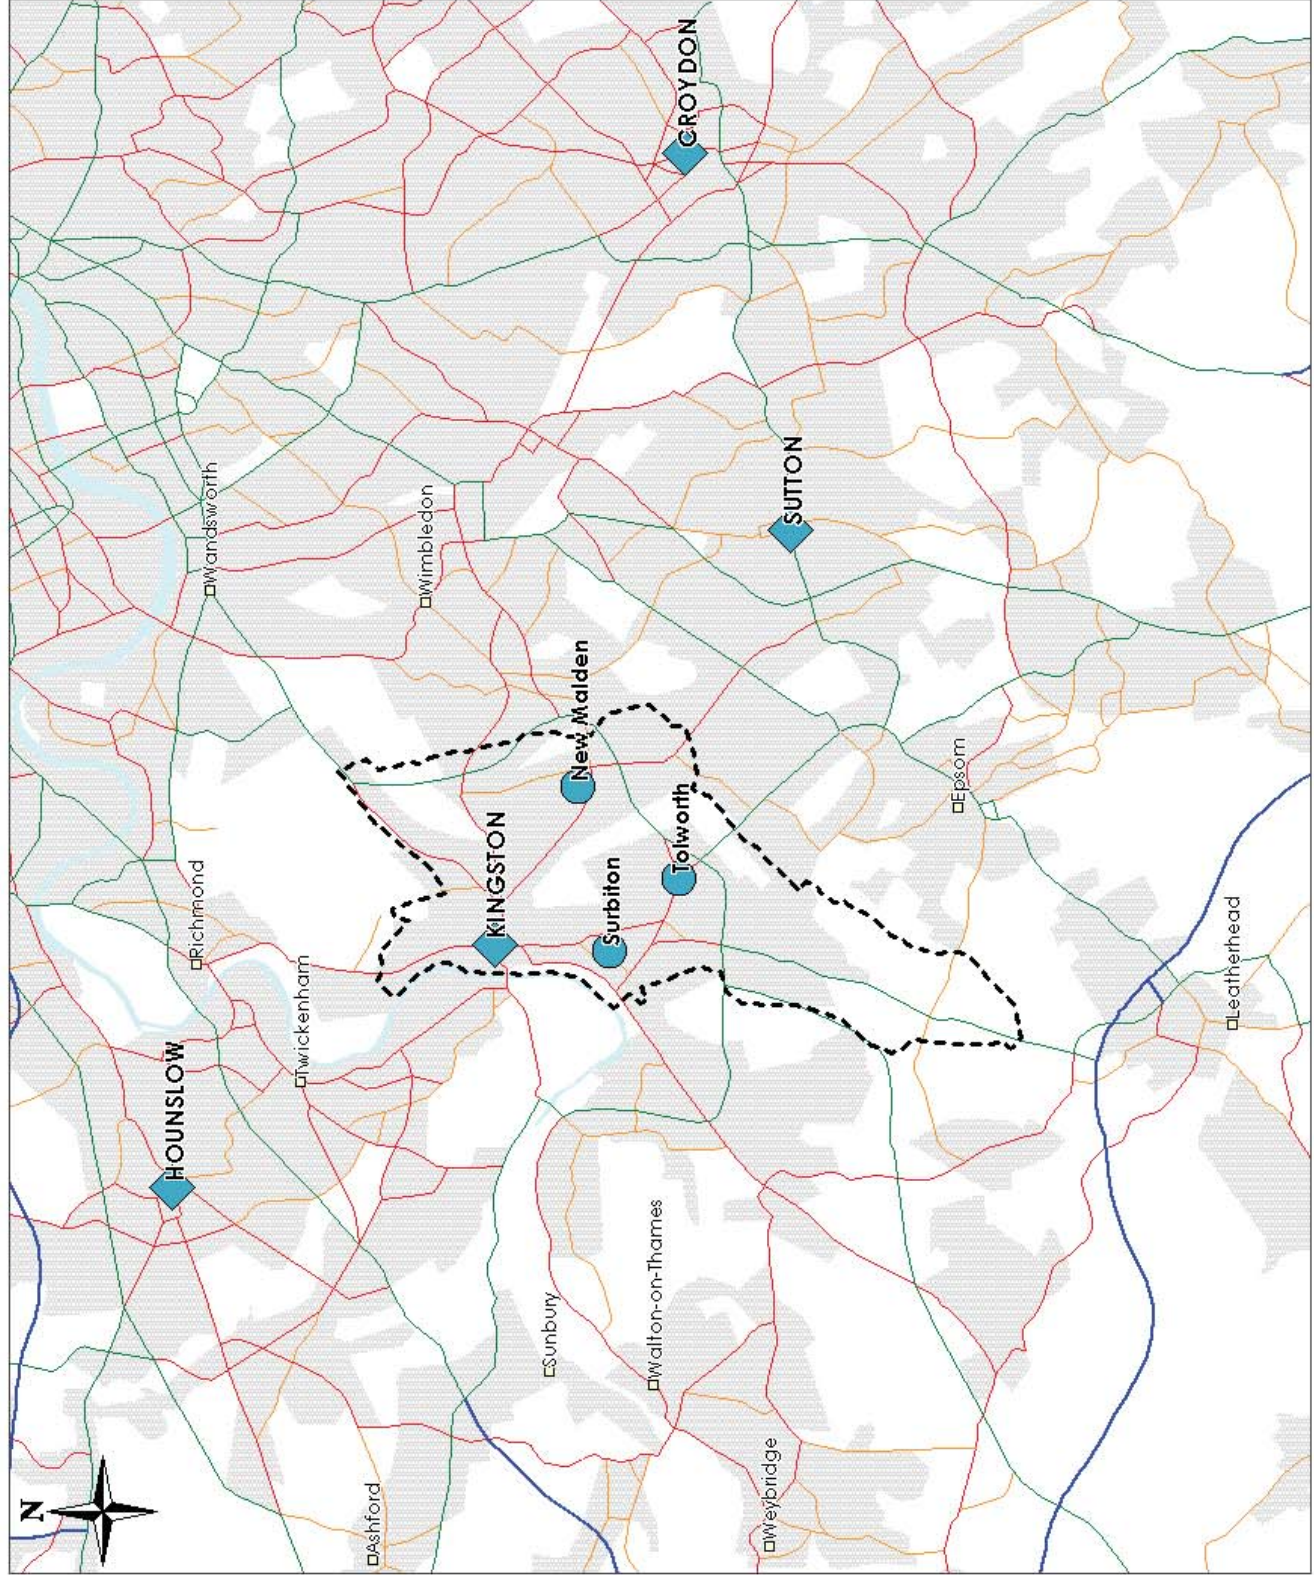 N
HOUNSLOW
Richmond
Wandsworth
Twickenham
Ashford
Wimbledon
KINGSTON
Sunbury
New Malden
Surbiton
Walton-on-Thames
Tolworth
CROYDON
Weybridge
SUTTON
Epsom
Leatherhead